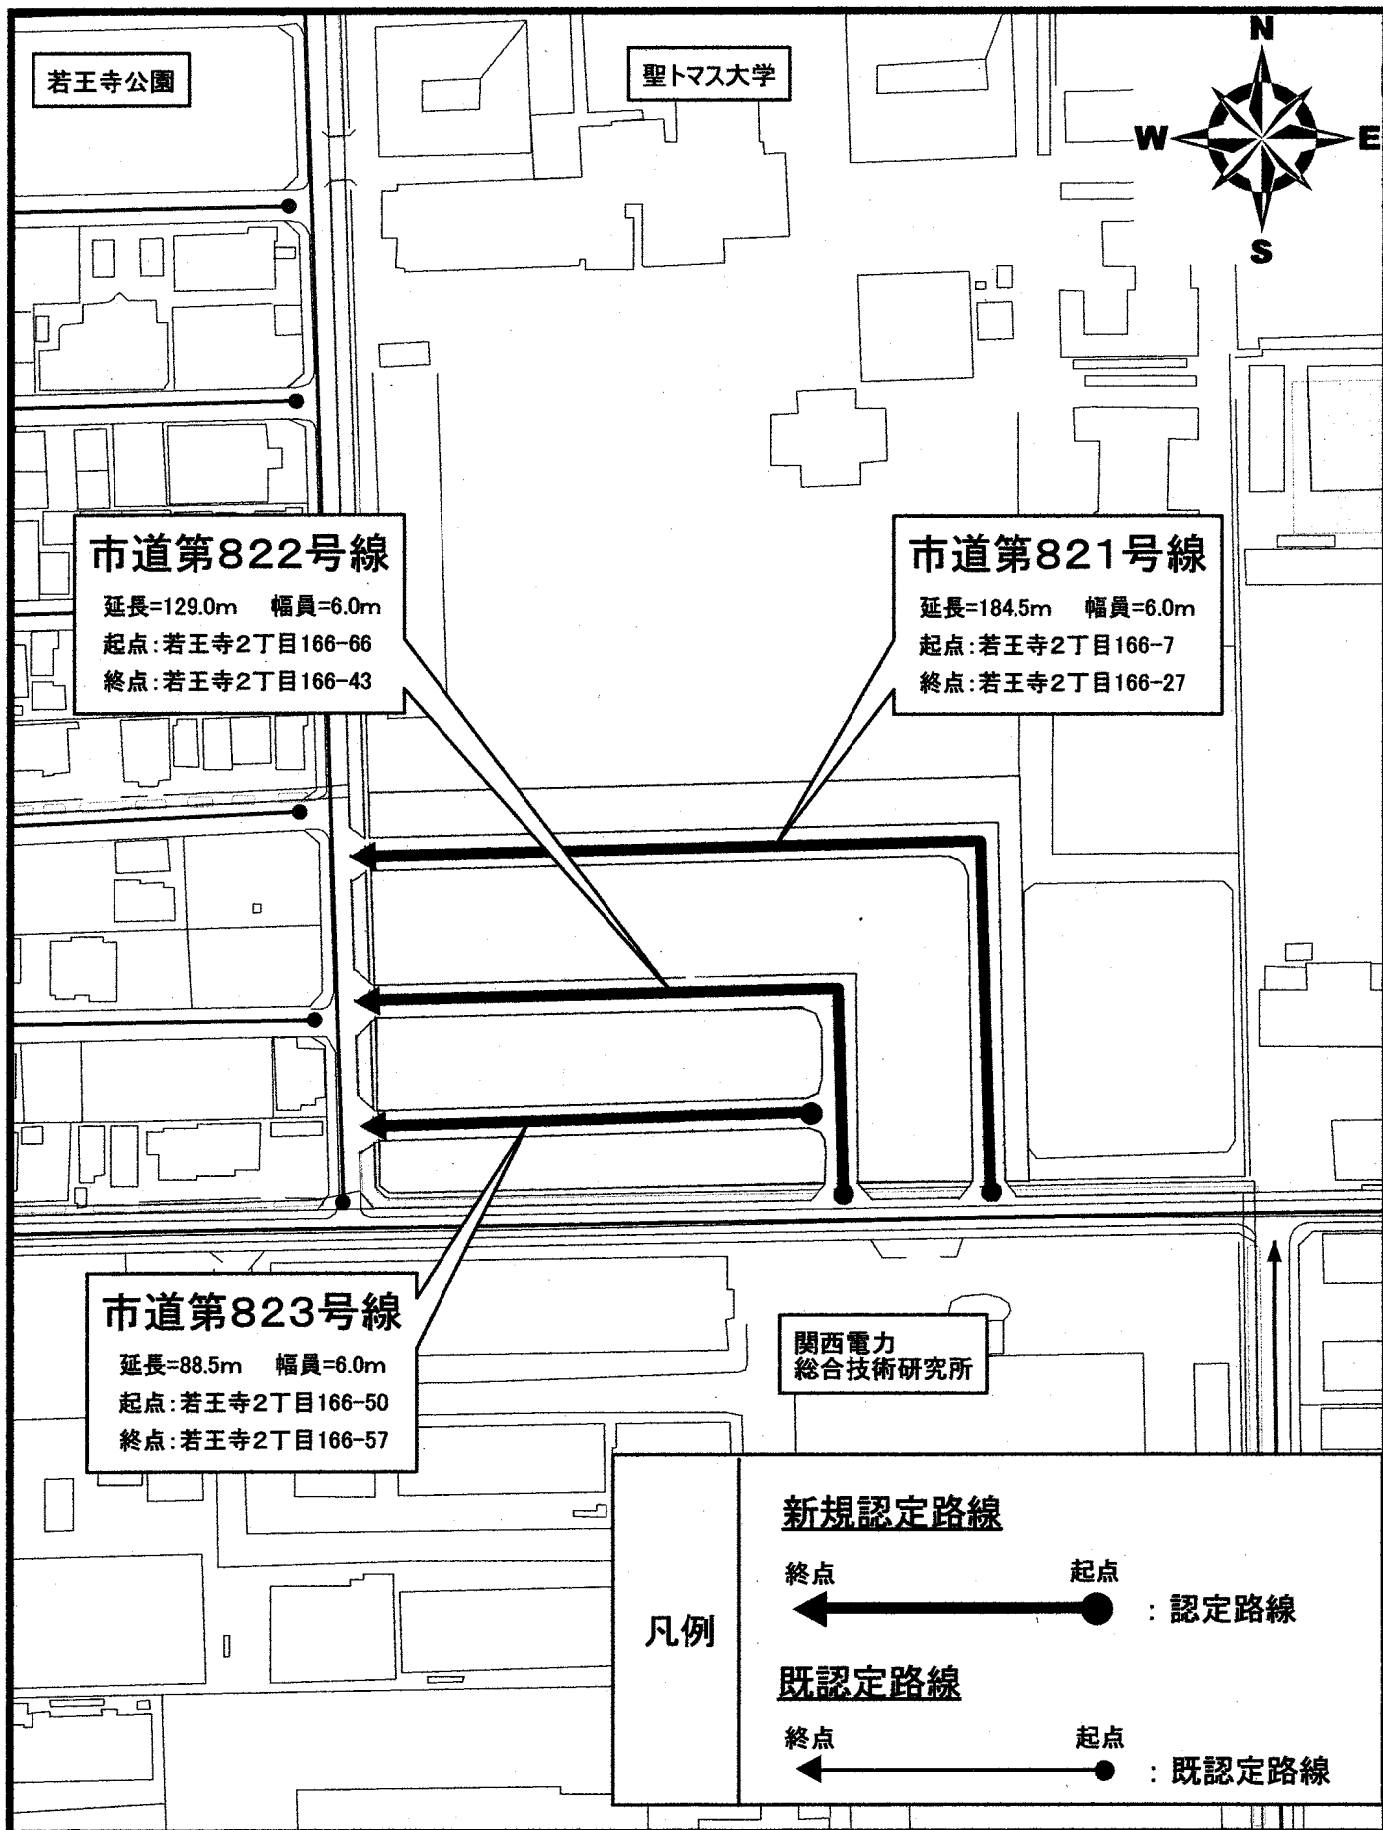 若王寺公園
聖トマス大学
N
W
E
S
市道第822号線
延長=129.0m 幅員=6.0m
起点:若王寺2丁目166-66
終点:若王寺2丁目166-43
市道第821号線
延長=184.5m 幅員=6.0m
起点:若王寺2丁目166-7
終点:若王寺2丁目166-27
市道第823号線
延長=88.5m 幅員=6.0m
起点:若王寺2丁目166-50
終点:若王寺2丁目166-57
関西電力
総合技術研究所
凡例
新規認定路線
終点 起点
:認定路線
既認定路線
終点 起点
:既認定路線